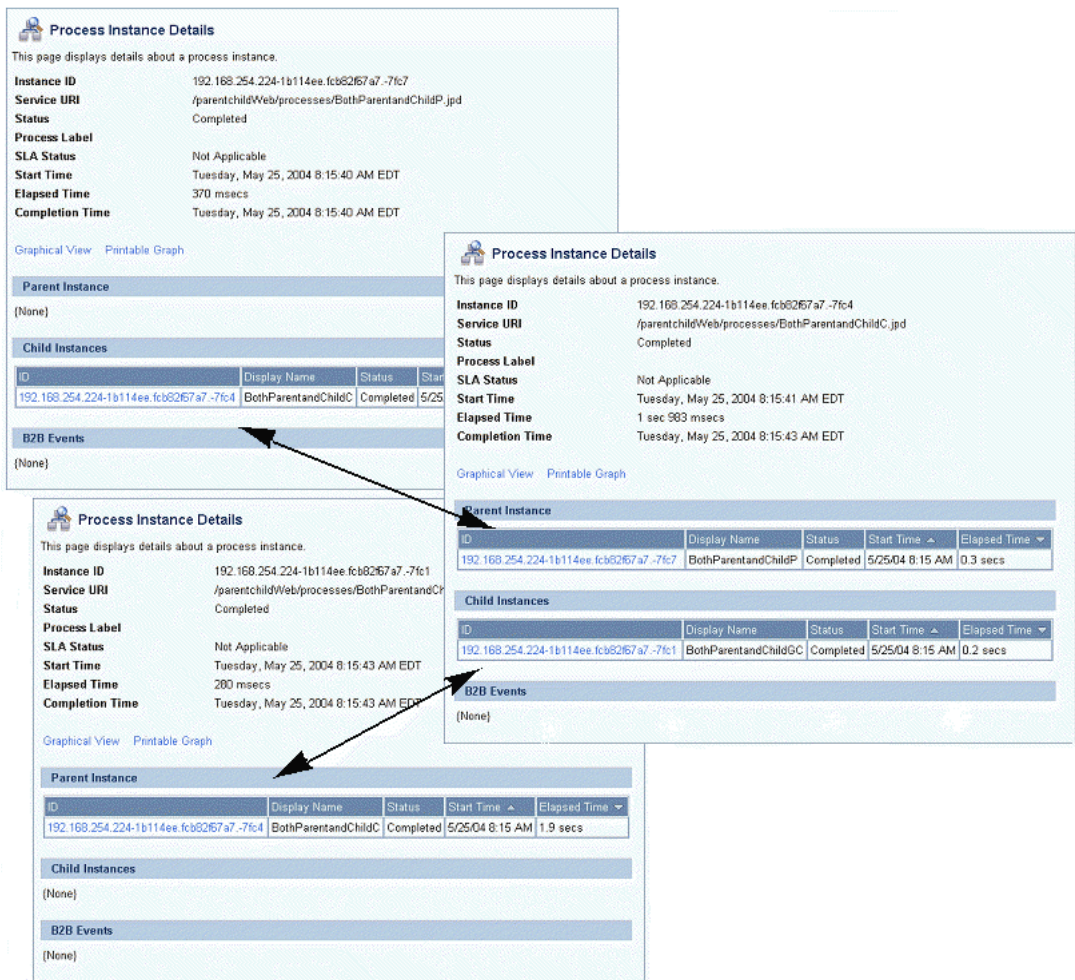 Process Instance Details
This page displays details about a process instance.
Instance ID 192.168.254.224-1b114ee.fcb82f67a7.-7fc7
Service URI /parentchildWeb/processes/BothParentandChildP.jpd
Status Completed
Process Label
SLA Status Not Applicable
Start Time Tuesday, May 25, 2004 8:15:40 AM EDT
Elapsed Time 370 msecs
Completion Time Tuesday, May 25, 2004 8:15:40 AM EDT
Graphical View Printable Graph
Parent Instance
(None)
Child Instances
ID Display Name Status Star
192.168.254.224-1b114ee.fcb82f67a7.-7fc4 BothParentandChildC Completed 5/25
B2B Events
(None)
Process Instance Details
This page displays details about a process instance.
Instance ID 192.168.254.224-1b114ee.fcb82f67a7.-7fc4
Service URI /parentchildWeb/processes/BothParentandChildC.jpd
Status Completed
Process Label
SLA Status Not Applicable
Start Time Tuesday, May 25, 2004 8:15:41 AM EDT
Elapsed Time 1 sec 983 msecs
Completion Time Tuesday, May 25, 2004 8:15:43 AM EDT
Graphical View Printable Graph
Parent Instance
ID Display Name Status Start Time Elapsed Time
192.168.254.224-1b114ee.fcb82f67a7.-7fc7 BothParentandChildP Completed 5/25/04 8:15 AM 0.3 secs
Child Instances
ID Display Name Status Start Time Elapsed Time
192.168.254.224-1b114ee.fcb82f67a7.-7fc1 BothParentandChildGC Completed 5/25/04 8:15 AM 0.2 secs
B2B Events
(None)
Process Instance Details
This page displays details about a process instance.
Instance ID 192.168.254.224-1b114ee.fcb82f67a7.-7fc1
Service URI /parentchildWeb/processes/BothParentandCh
Status Completed
Process Label
SLA Status Not Applicable
Start Time Tuesday, May 25, 2004 8:15:43 AM EDT
Elapsed Time 280 msecs
Completion Time Tuesday, May 25, 2004 8:15:43 AM EDT
Graphical View Printable Graph
Parent Instance
ID Display Name Status Start Time Elapsed Time
192.168.254.224-1b114ee.fcb82f67a7.-7fc4 BothParentandChildC Completed 5/25/04 8:15 AM 1.9 secs
Child Instances
(None)
B2B Events
(None)